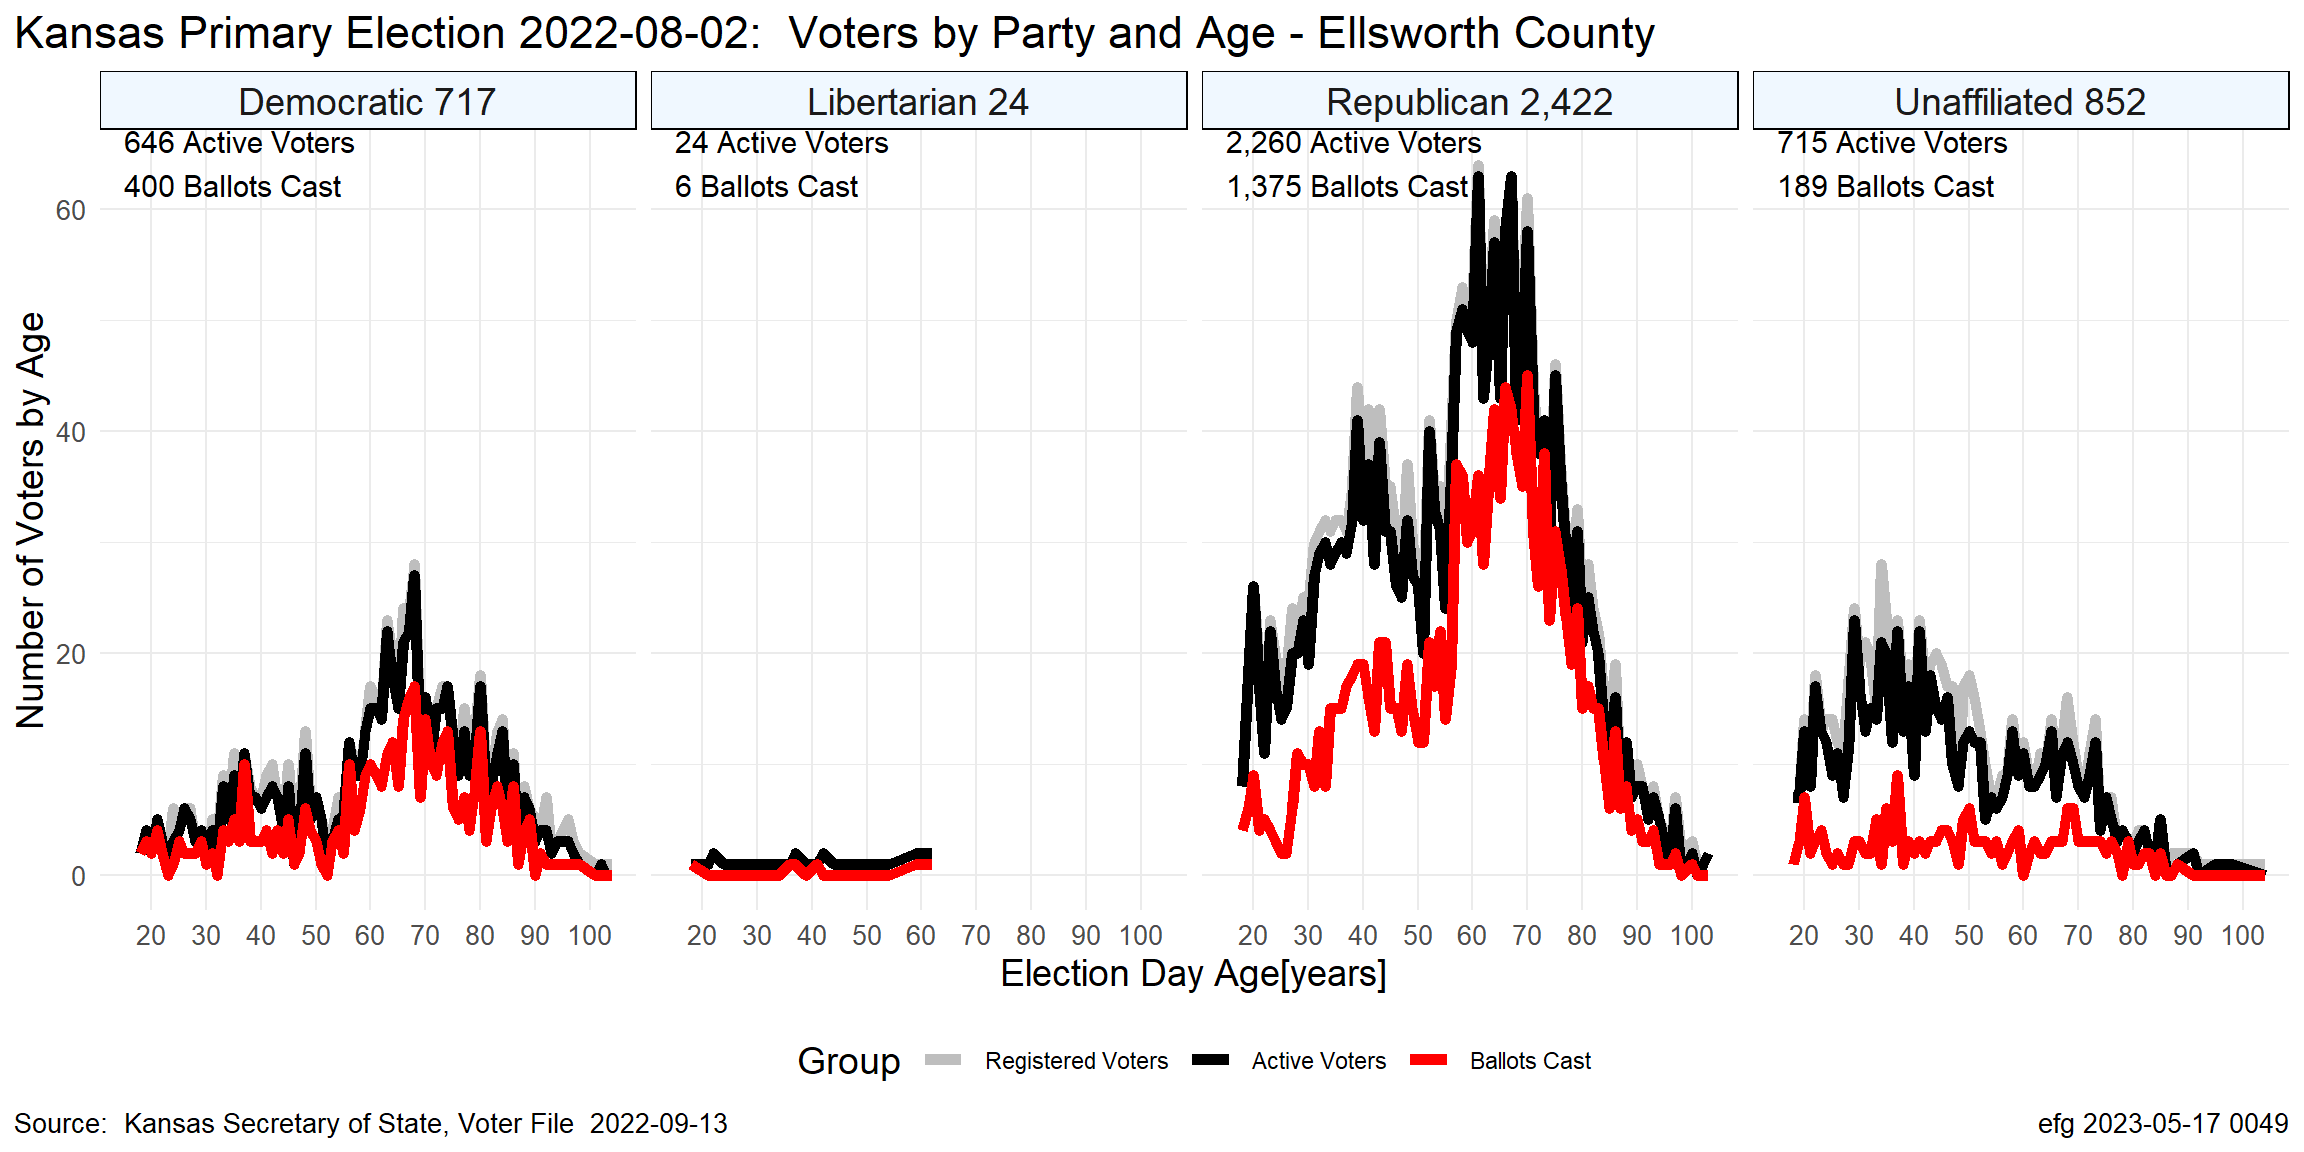 Kansas Primary Election 2022-08-02:  Voters by Party and Age - Ellsworth County
Democratic 717
Libertarian 24
Republican 2,422
Unaffiliated 852
646 Active Voters
400 Ballots Cast
24 Active Voters
6 Ballots Cast
2,260 Active Voters
1,375 Ballots Cast
715 Active Voters
189 Ballots Cast
Number of Voters by Age
60
40
20
0
20 30 40 50 60 70 80 90 100
20 30 40 50 60 70 80 90 100
20 30 40 50 60 70 80 90 100
20 30 40 50 60 70 80 90 100
Election Day Age[years]
Group Registered Voters Active Voters Ballots Cast
Source:  Kansas Secretary of State, Voter File  2022-09-13
efg 2023-05-17 0049